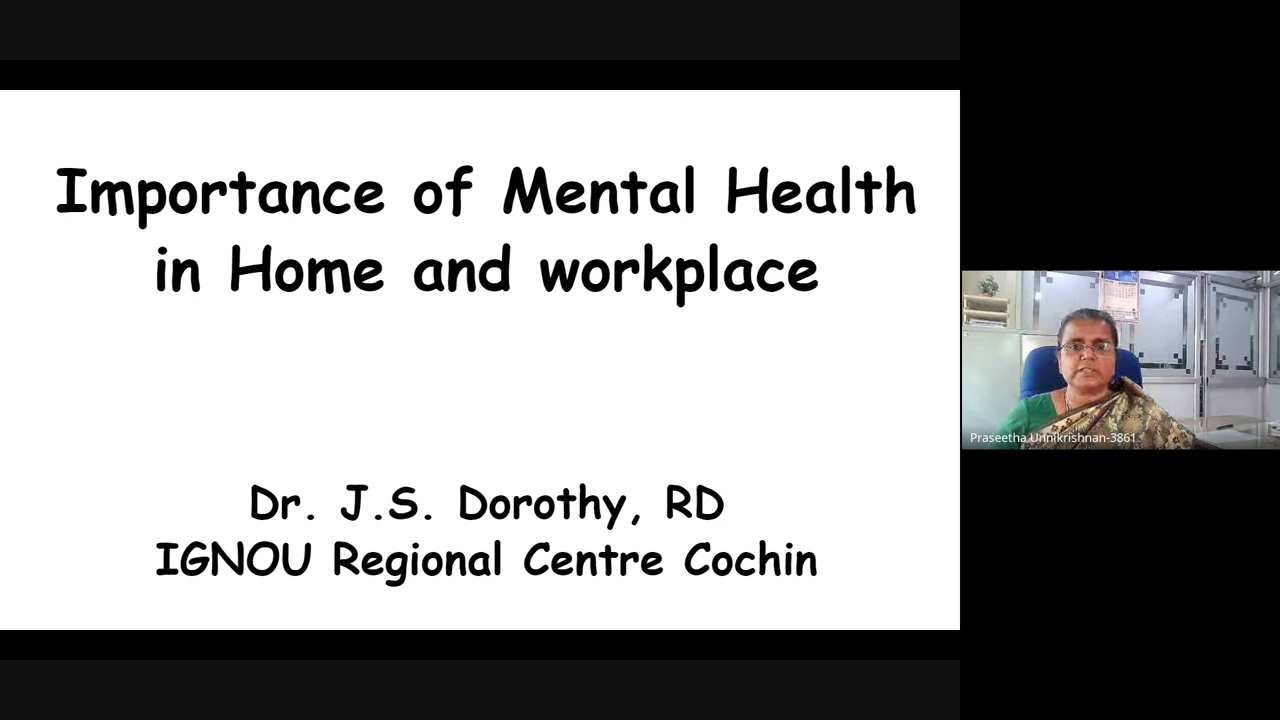 Importance of Mental Health
in Home and workplace
Dr. J.S. Dorothy, RD
IGNOU Regional Centre Cochin
Praseetha Unnikrishnan-3861